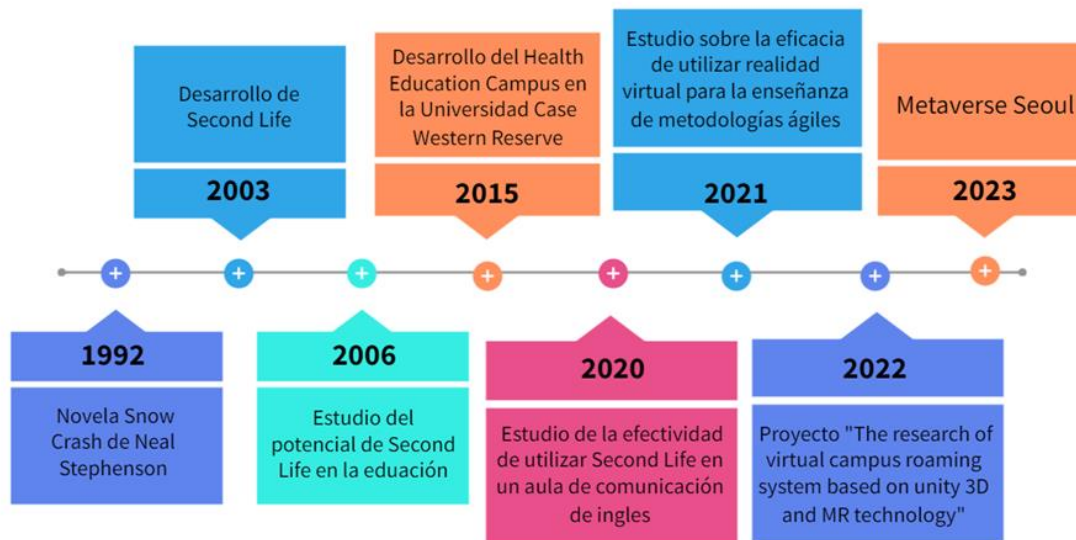 Desarrollo de
Second Life
2003
Desarrollo del Health
Education Campus en
la Universidad Case
Western Reserve
2015
Estudio sobre la eficacia
de utilizar realidad
virtual para la enseñanza
de metodologías ágiles
2021
Metaverse Seoul
2023
1992
Novela Snow
Crash de Neal
Stephenson
2006
Estudio del
potencial de Second
Life en la eduación
2020
Estudio de la efectividad
de utilizar Second Life en
un aula de comunicación
de ingles
2022
Proyecto "The research of
virtual campus roaming
system based on unity 3D
and MR technology"